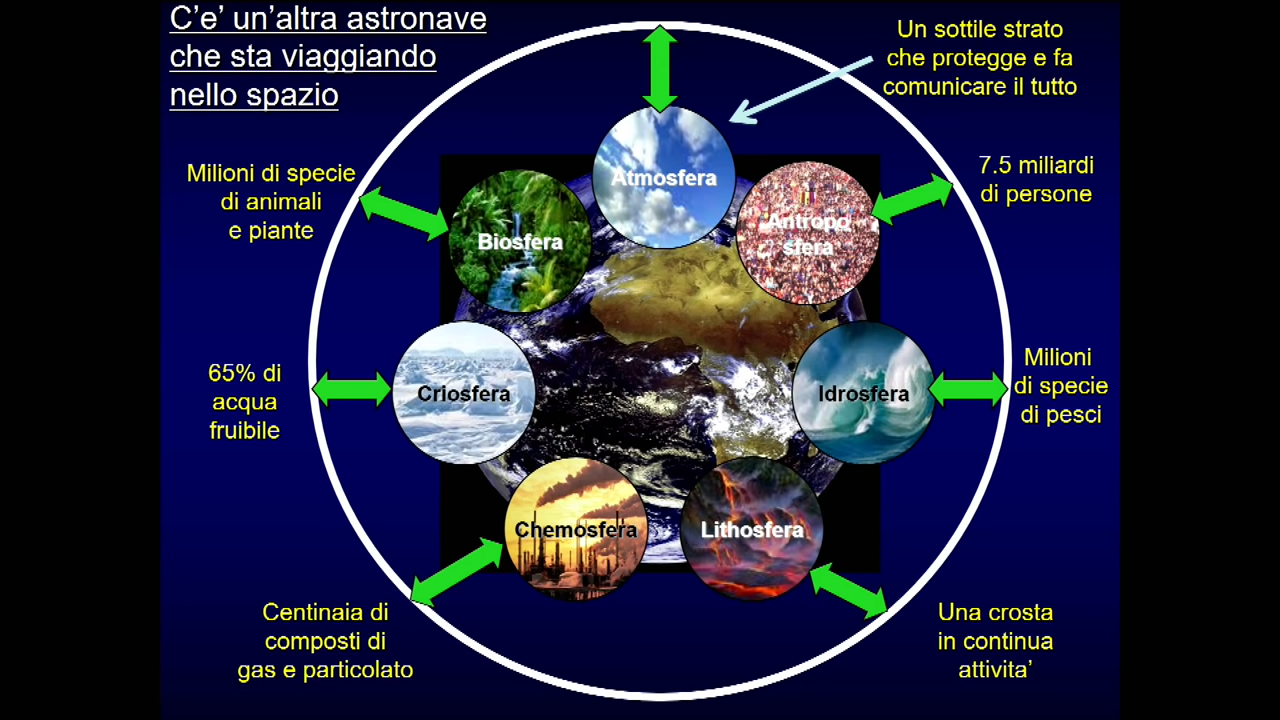 C'e' un'altra astronave
che sta viaggiando
nello spazio
Un sottile strato
che protegge e fa
comunicare il tutto
Milioni di specie
di animali
e piante
7.5 miliardi
di persone
Atmosfera
Biosfera
Antropo
sfera
65% di
acqua
fruibile
Criosfera
Idrosfera
Milioni
di specie
di pesci
Chemosfera
Lithosfera
Centinaia di
composti di
gas e particolato
Una crosta
in continua
attivita'